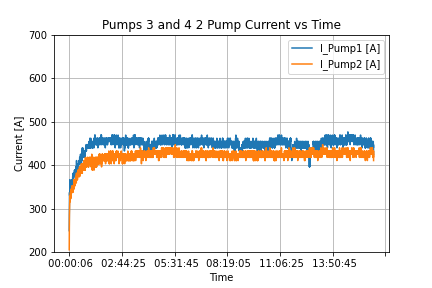 Pumps 3 and 4 2 Pump Current vs Time
700
600
500
400
300
200
Current [A]
I_Pump1 [A]
I_Pump2 [A]
00:00:06 02:44:25 05:31:45 08:19:05 11:06:25 13:50:45
Time